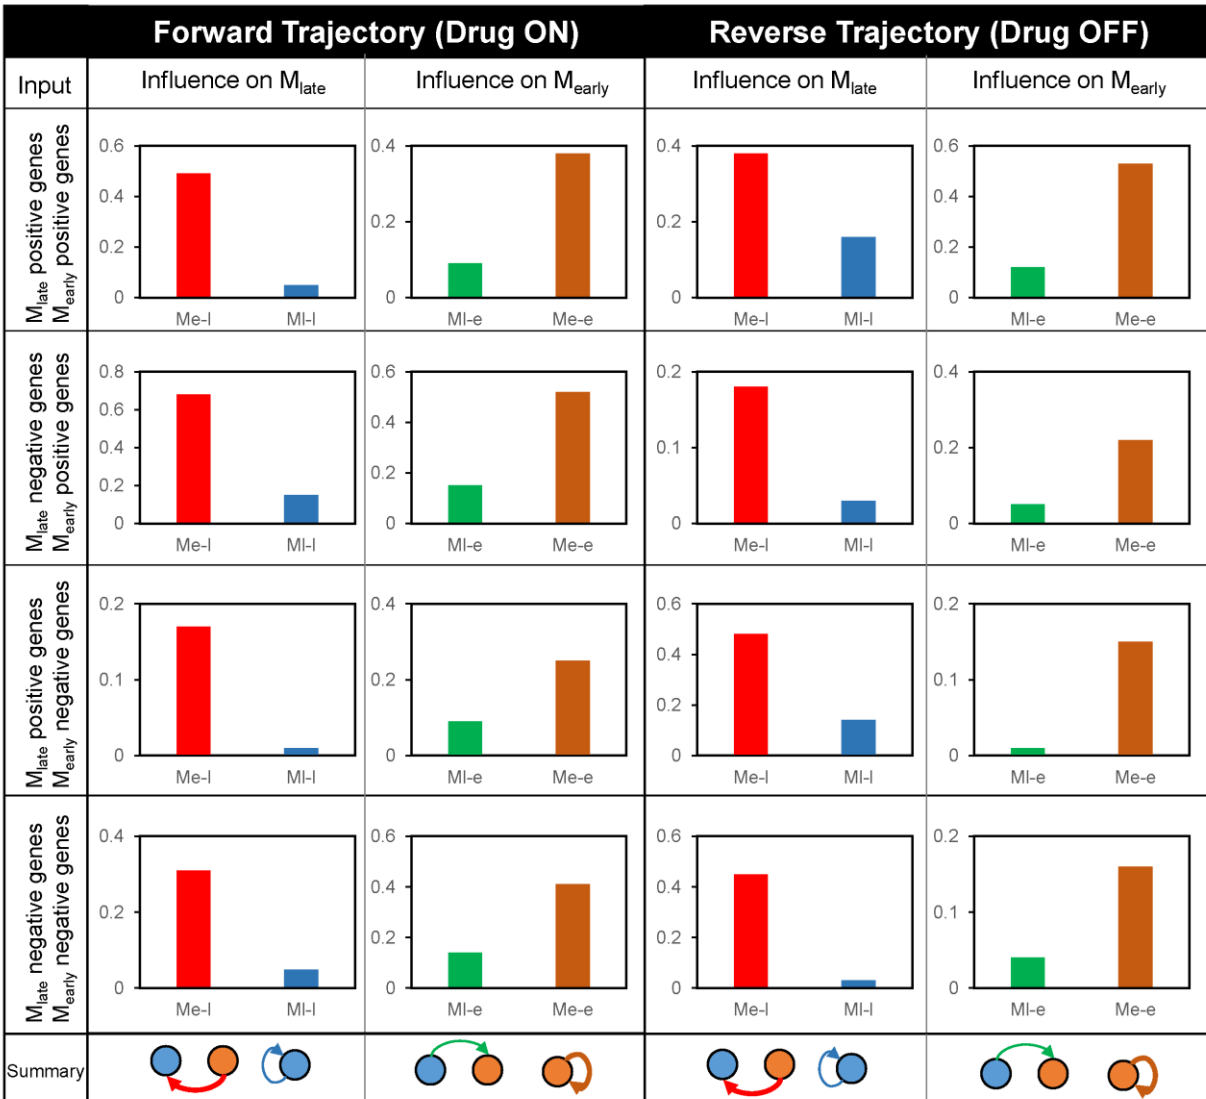 Forward Trajectory (Drug ON) Reverse Trajectory (Drug OFF)
Input Influence on Mlate Influence on Mearly Influence on Mlate Influence on Mearly
Mlate positive genes
Mearly positive genes
0.6 0.4 0.4 0.6
0.4 0.4
0.2 0.2
0.2 0.2
0 0 0 0
Me-l Ml-l Ml-e Me-e Me-l Ml-l Ml-e Me-e
Mlate negative genes
Mearly positive genes
0.8 0.6 0.2 0.4
0.6
0.4 0.4 0.1 0.2
0.2 0.2
0 0 0 0
Me-l Ml-l Ml-e Me-e Me-l Ml-l Ml-e Me-e
Mlate positive genes
Mearly negative genes
0.2 0.4 0.6 0.2
0.4
0.1 0.2 0.1
0.2
0 0 0 0
Me-l Ml-l Ml-e Me-e Me-l Ml-l Ml-e Me-e
Mlate negative genes
Mearly negative genes
0.4 0.6 0.6 0.2
0.4 0.4
0.2 0.1
0.2 0.2
0 0 0 0
Me-l Ml-l Ml-e Me-e Me-l Ml-l Ml-e Me-e
Summary